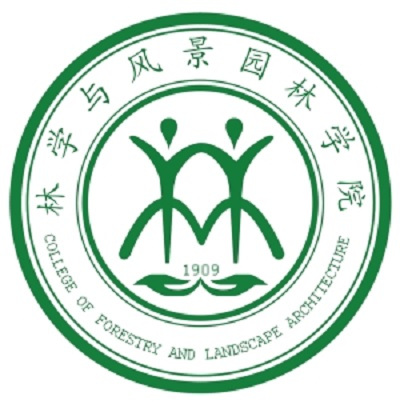 林学与风景园林学院
1909
COLLEGE OF FORESTRY AND LANDSCAPE ARCHITECTURE